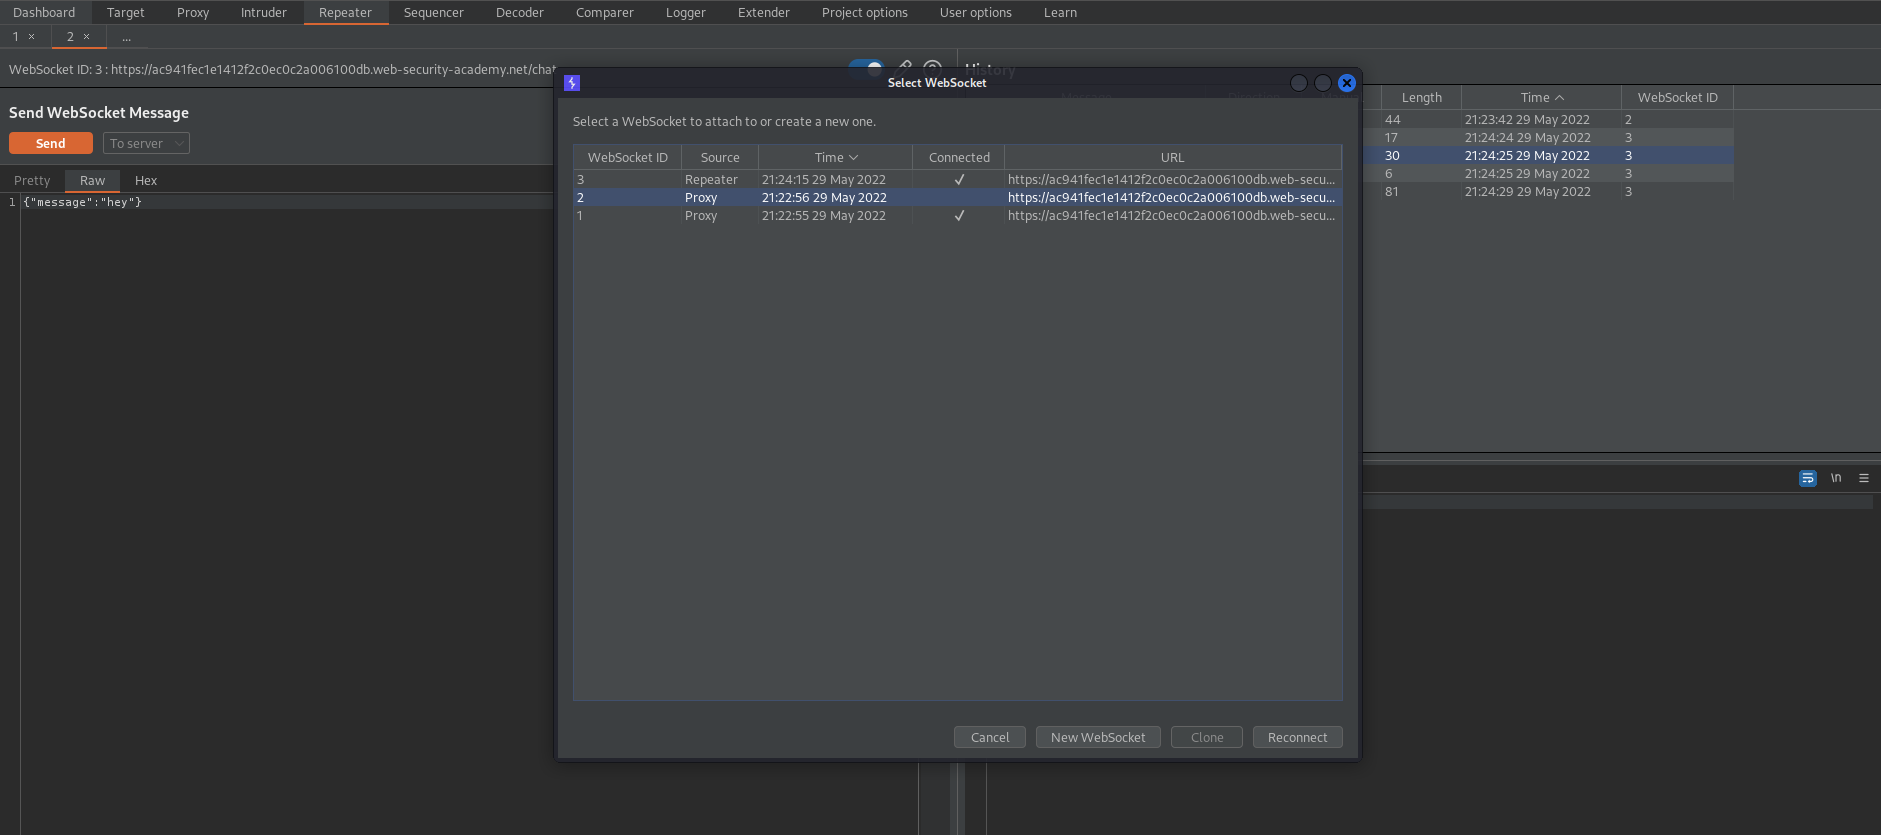 Dashboard Target Proxy Intruder Repeater Sequencer Decoder Comparer Logger Extender Project options User options Learn
1 × 2 × ...
WebSocket ID: 3 : https://ac941fec1e1412f2c0ec0c2a006100db.web-security-academy.net/chat
History
Select WebSocket
Message Direction Length Time WebSocket ID
Send WebSocket Message
Send To server
Pretty Raw Hex
1 {"message":"hey"}
Select a WebSocket to attach to or create a new one.
WebSocket ID Source Time Connected URL
3 Repeater 21:24:15 29 May 2022 ✓ https://ac941fec1e1412f2c0ec0c2a006100db.web-secu...
2 Proxy 21:22:56 29 May 2022 https://ac941fec1e1412f2c0ec0c2a006100db.web-secu...
1 Proxy 21:22:55 29 May 2022 ✓ https://ac941fec1e1412f2c0ec0c2a006100db.web-secu...
44 21:23:42 29 May 2022 2
17 21:24:24 29 May 2022 3
30 21:24:25 29 May 2022 3
6 21:24:25 29 May 2022 3
81 21:24:29 29 May 2022 3
\n
Cancel New WebSocket Clone Reconnect